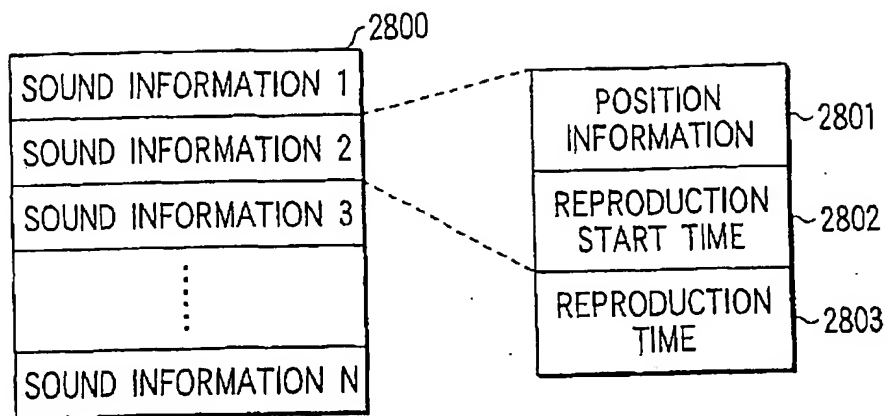 2800
SOUND INFORMATION 1
SOUND INFORMATION 2
SOUND INFORMATION 3
SOUND INFORMATION N
POSITION
INFORMATION
2801
REPRODUCTION
START TIME
2802
REPRODUCTION
TIME
2803